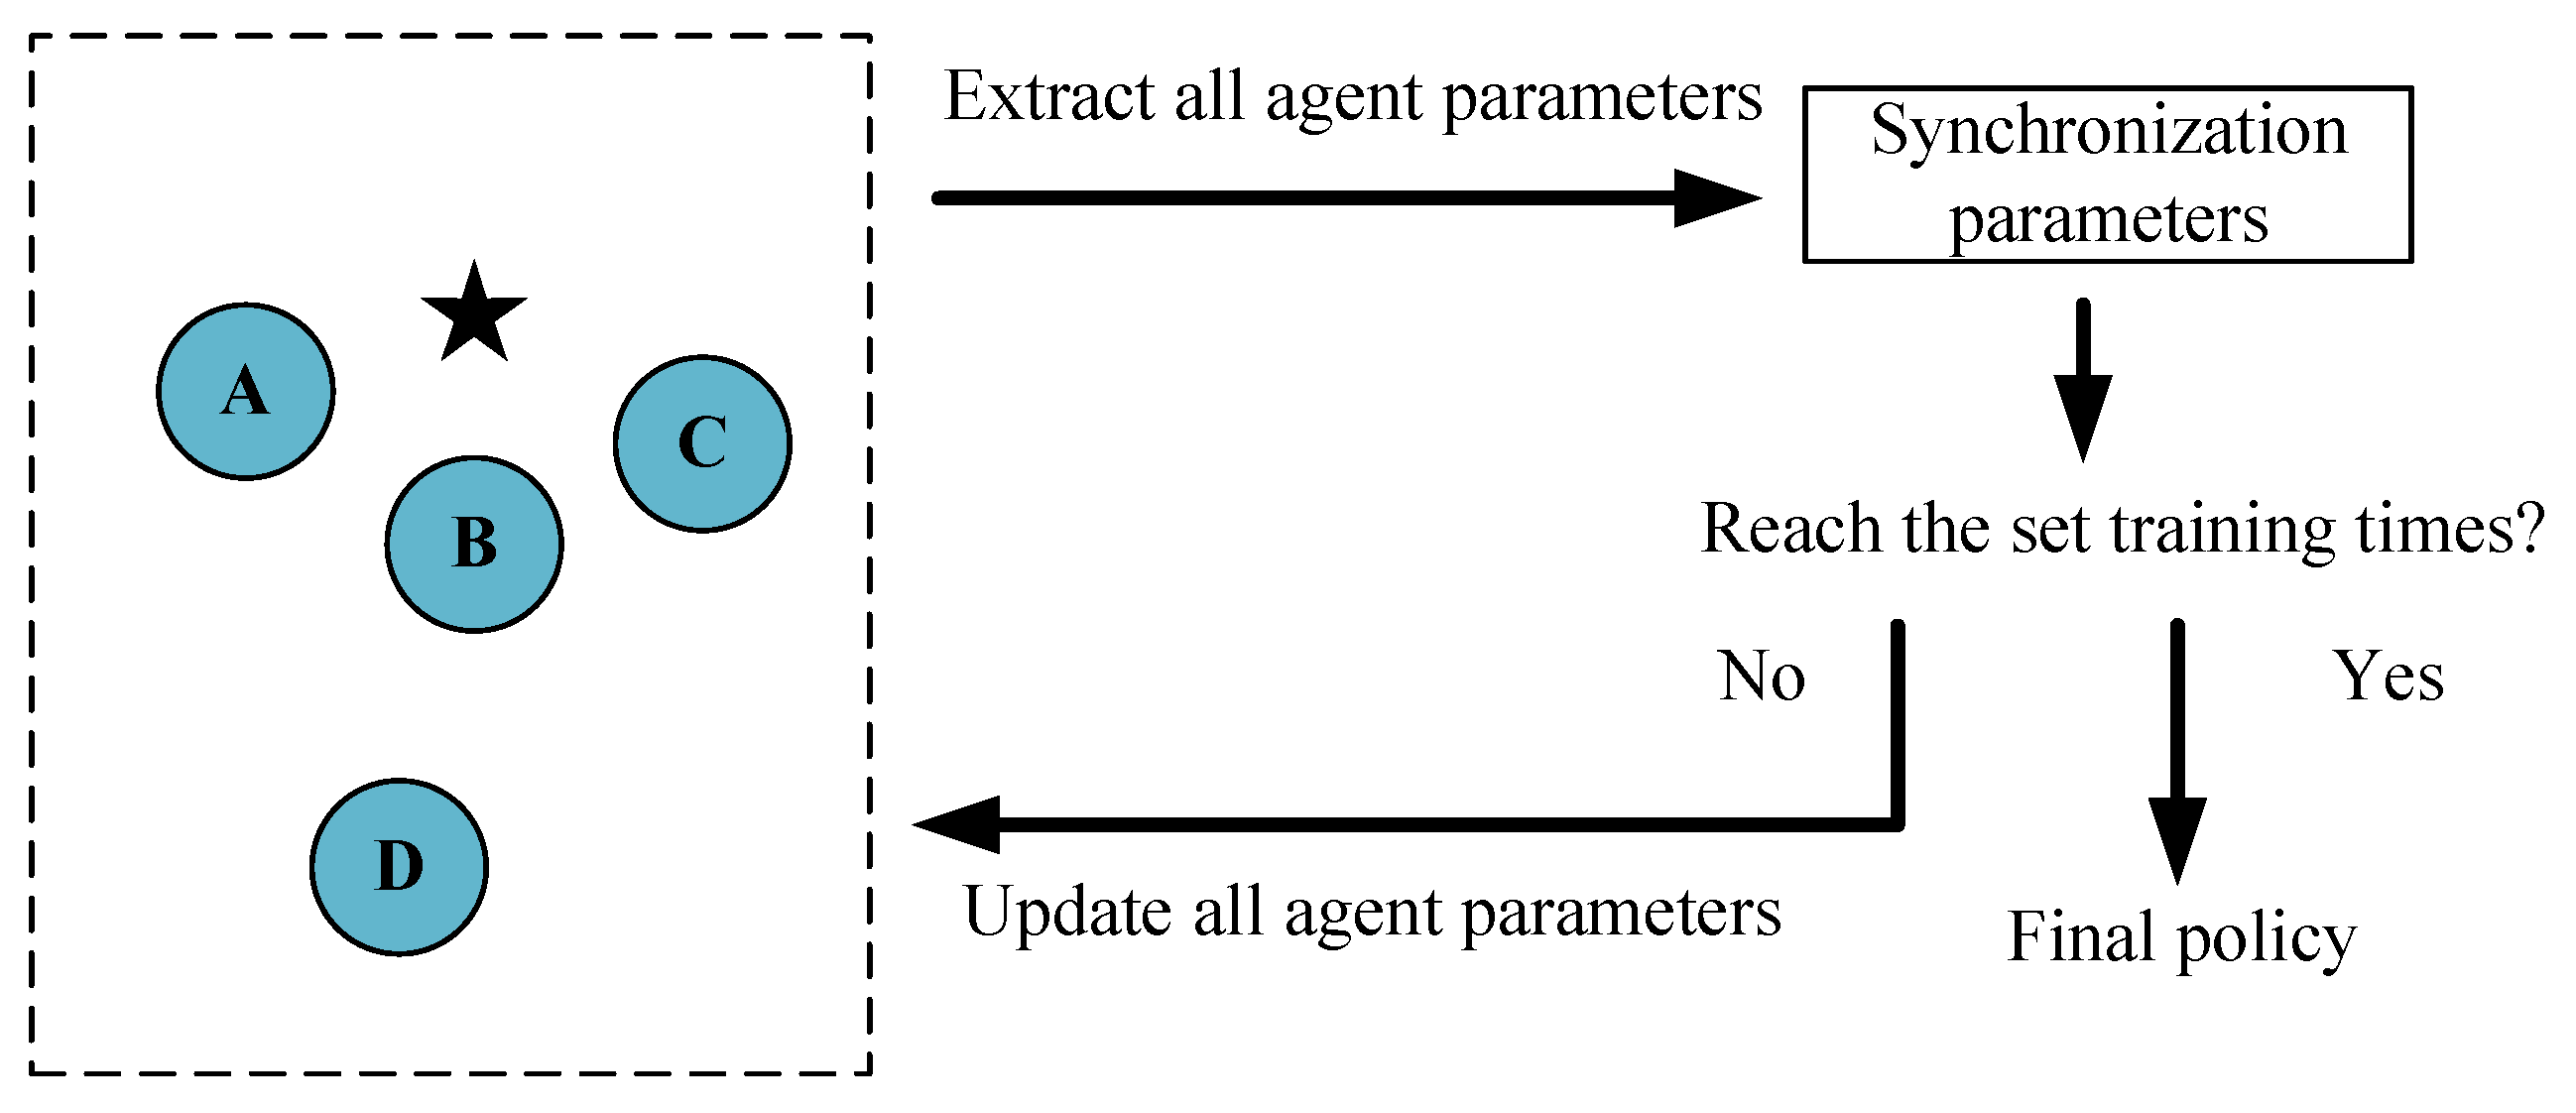 Extract all agent parameters
Synchronization
parameters
A
C
B
Reach the set training times?
No
Yes
D
Update all agent parameters
Final policy